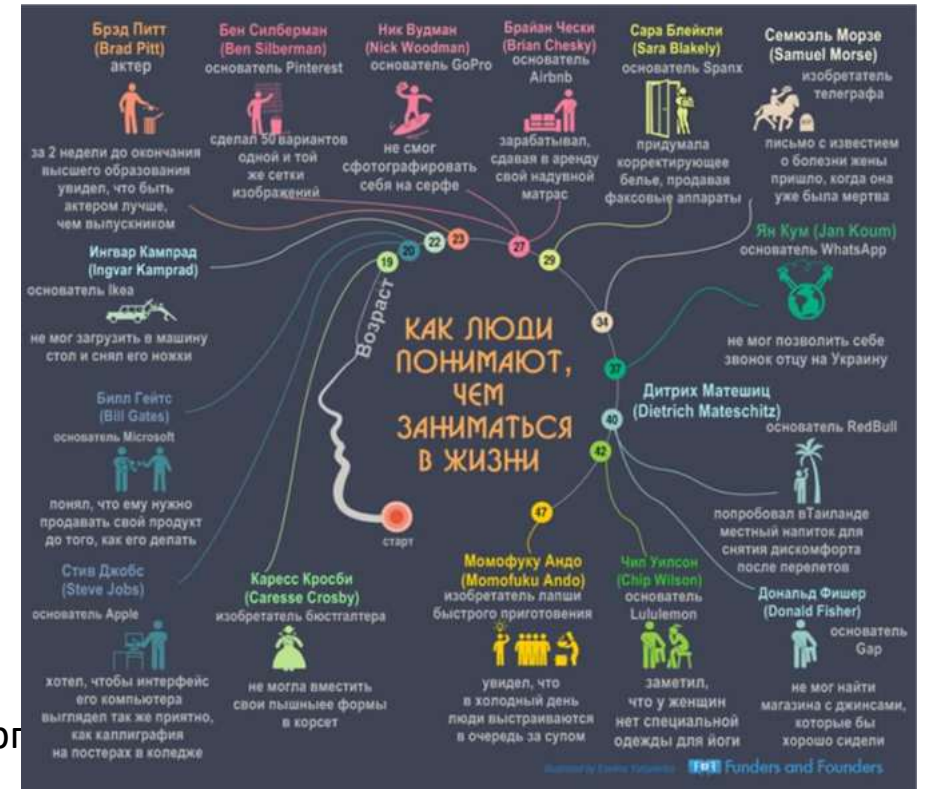 Брэд Питт
(Brad Pitt)
актер
за 2 недели до окончания
высшего образования
увидел, что быть
актером лучше,
чем выпускником
Бен Силберман
(Ben Silberman)
основатель Pinterest
сделал 50 вариантов
одной и той
же сетки
изображений
Ник Вудман
(Nick Woodman)
основатель GoPro
не смог
сфотографировать
себя на серфе
Брайан Чески
(Brian Chesky)
основатель
Airbnb
зарабатывал,
сдавая в аренду
свой надувной
матрас
Сара Блейкли
(Sara Blakely)
основатель Spanx
придумала
корректирующее
белье, продавая
факсовые аппараты
Семюэль Морзе
(Samuel Morse)
изобретатель
телеграфа
письмо с известием
о болезни жены
пришло, когда она
уже была мертва
Ингвар Кампрад
(Ingvar Kamprad)
основатель Ikea
не мог загрузить в машину
стол и снял его ножки
19
20
22
23
27
29
34
37
40
42
47
Возраст
КАК ЛЮДИ
ПОНИМАЮТ,
ЧЕМ
ЗАНИМАТЬСЯ
В ЖИЗНИ
старт
Ян Кум (Jan Koum)
основатель WhatsApp
не мог позволить себе
звонок отцу на Украину
Билл Гейтс
(Bill Gates)
основатель Microsoft
понял, что ему нужно
продавать свой продукт
до того, как его делать
Дитрих Матешиц
(Dietrich Mateschitz)
основатель RedBull
попробовал вТаиланде
местный напиток для
снятия дискомфорта
после перелетов
Стив Джобс
(Steve Jobs)
основатель Apple
хотел, чтобы интерфейс
его компьютера
выглядел так же приятно,
как каллиграфия
на постерах в коледже
Каресс Кросби
(Caresse Crosby)
изобретатель бюстгалтера
не могла вместить
свои пышныее формы
в корсет
Момофуку Андо
(Momofuku Ando)
изобретатель лапши
быстрого приготовления
увидел, что
в холодный день
люди выстраиваются
в очередь за супом
Чип Уилсон
(Chip Wilson)
основатель
Lululemon
заметил,
что у женщин
нет специальной
одежды для йоги
Дональд Фишер
(Donald Fisher)
основатель
Gap
не мог найти
магазина с джинсами,
которые бы
хорошо сидели
Funders and Founders